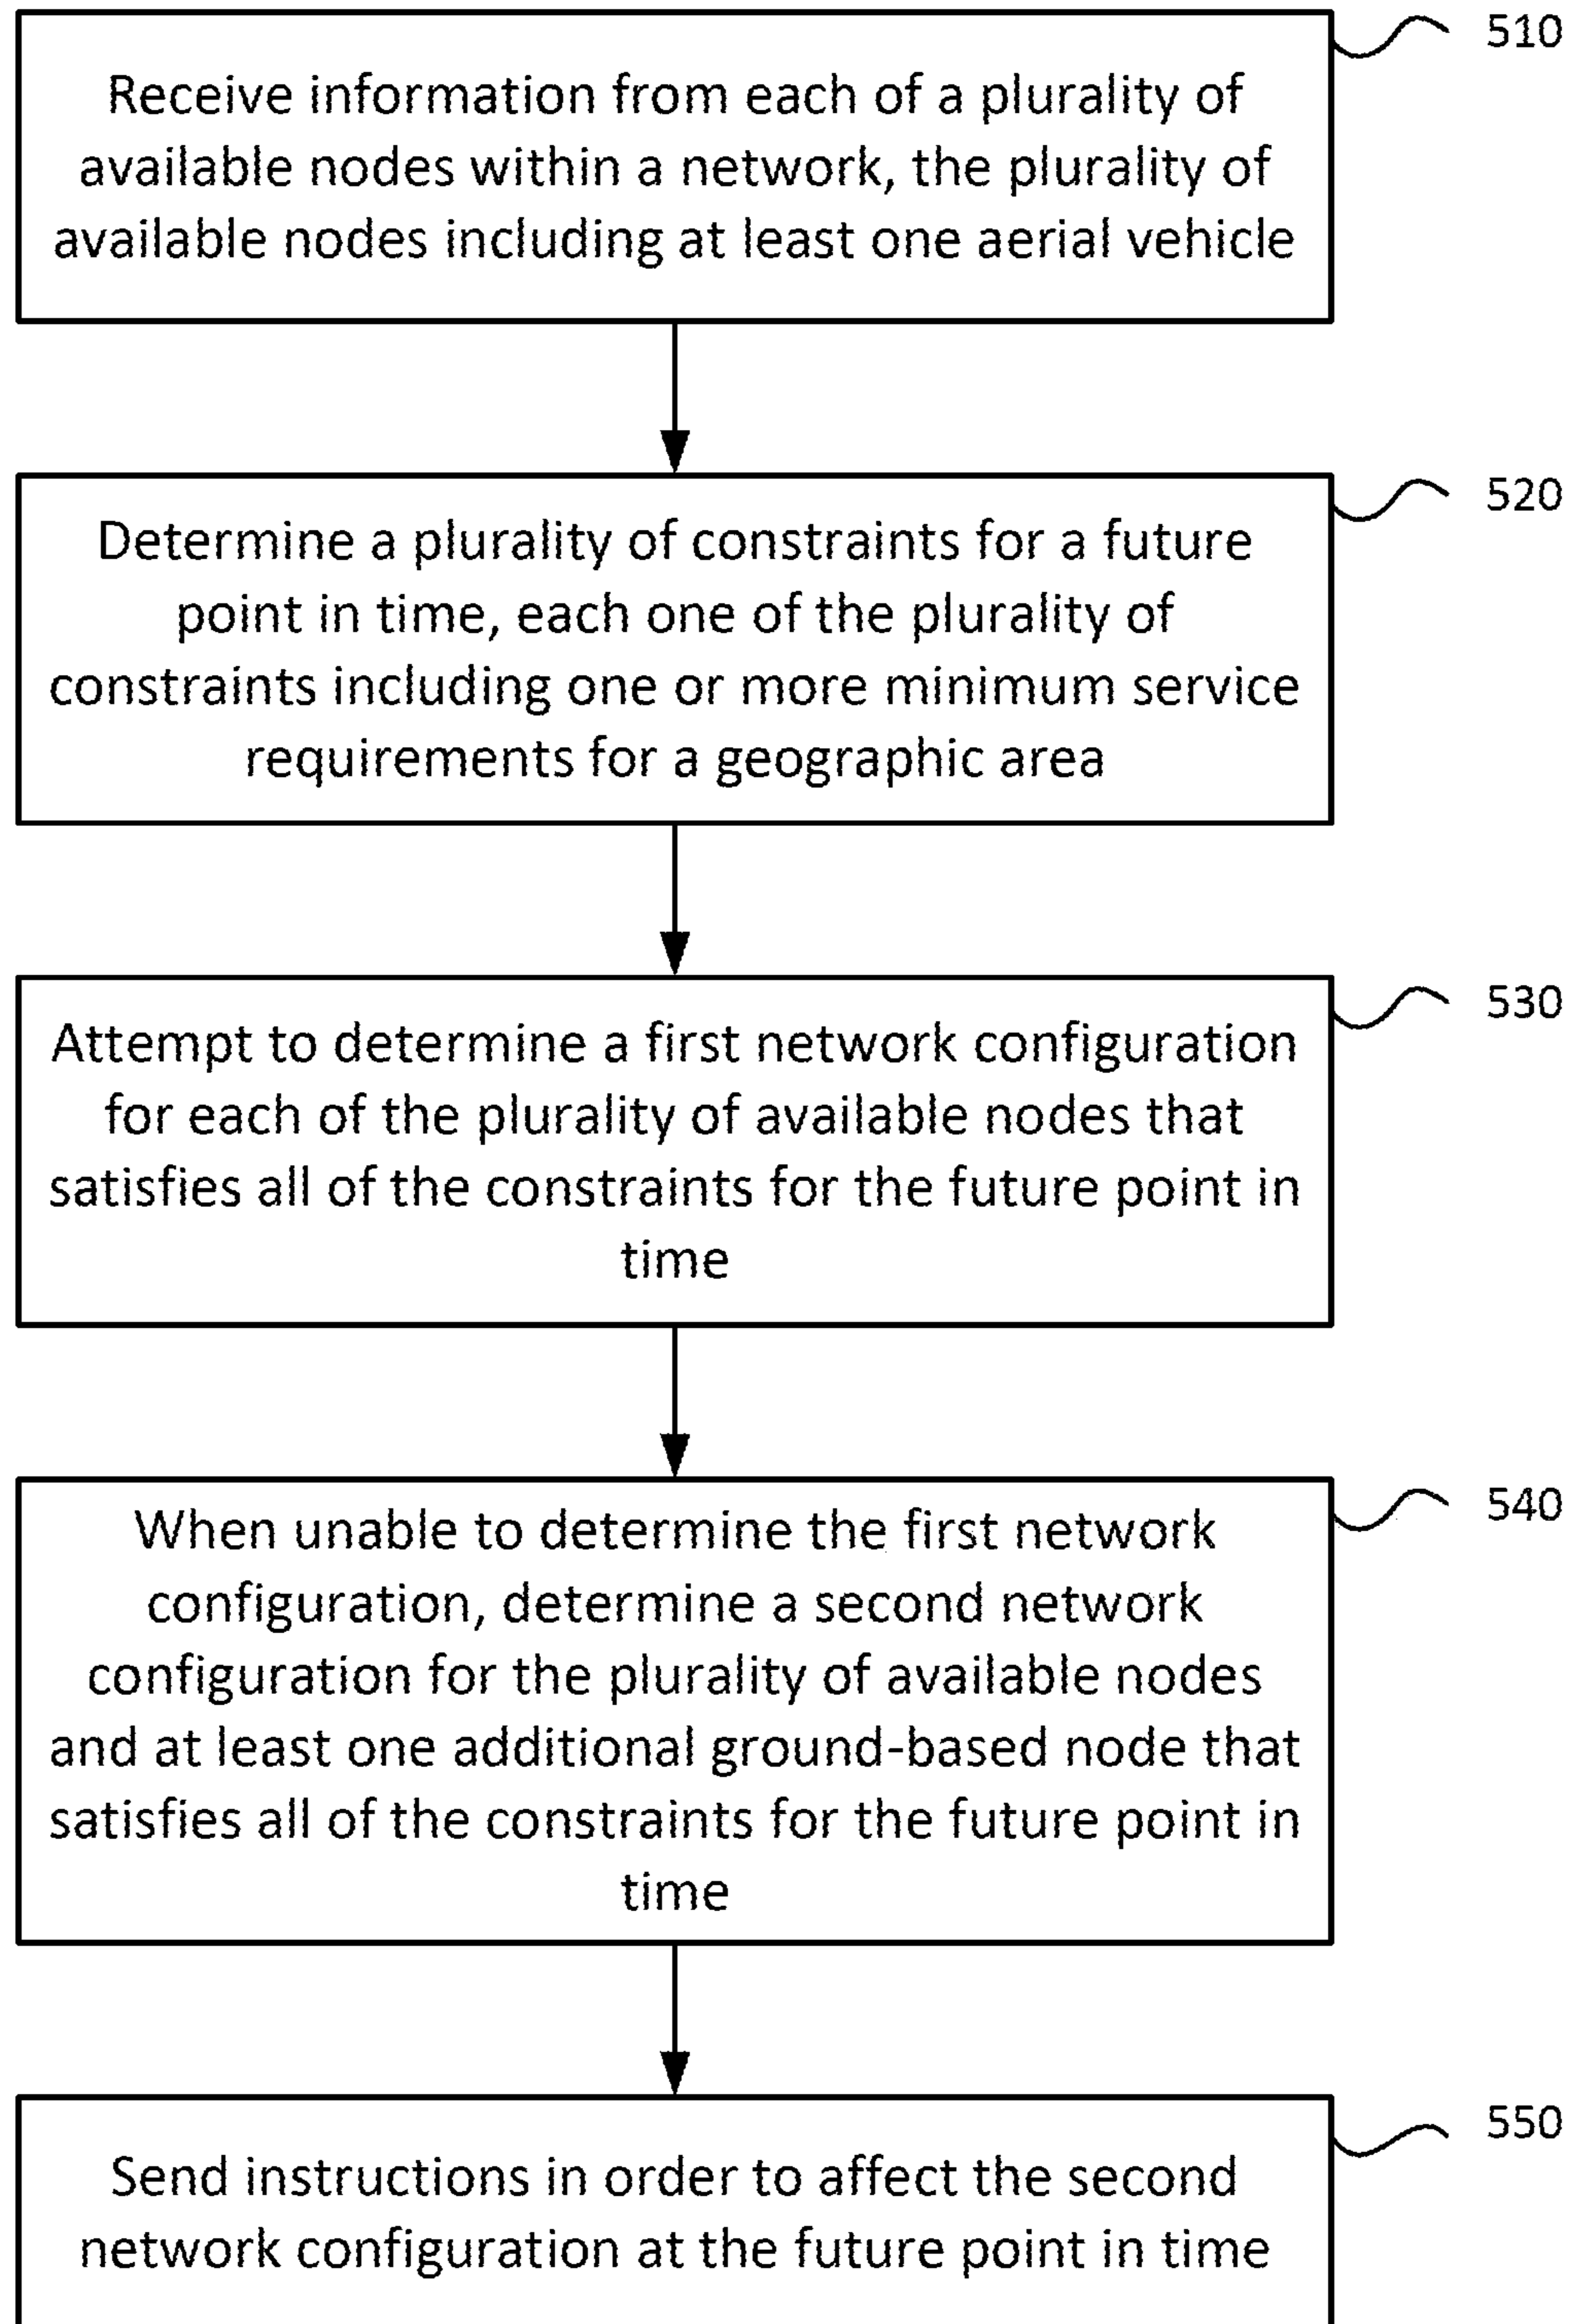 510
Receive information from each of a plurality of
available nodes within a network, the plurality of
available nodes including at least one aerial vehicle
520
Determine a plurality of constraints for a future
point in time, each one of the plurality of
constraints including one or more minimum service
requirements for a geographic area
530
Attempt to determine a first network configuration
for each of the plurality of available nodes that
satisfies all of the constraints for the future point in
time
540
When unable to determine the first network
configuration, determine a second network
configuration for the plurality of available nodes
and at least one additional ground-based node that
satisfies all of the constraints for the future point in
time
550
Send instructions in order to affect the second
network configuration at the future point in time